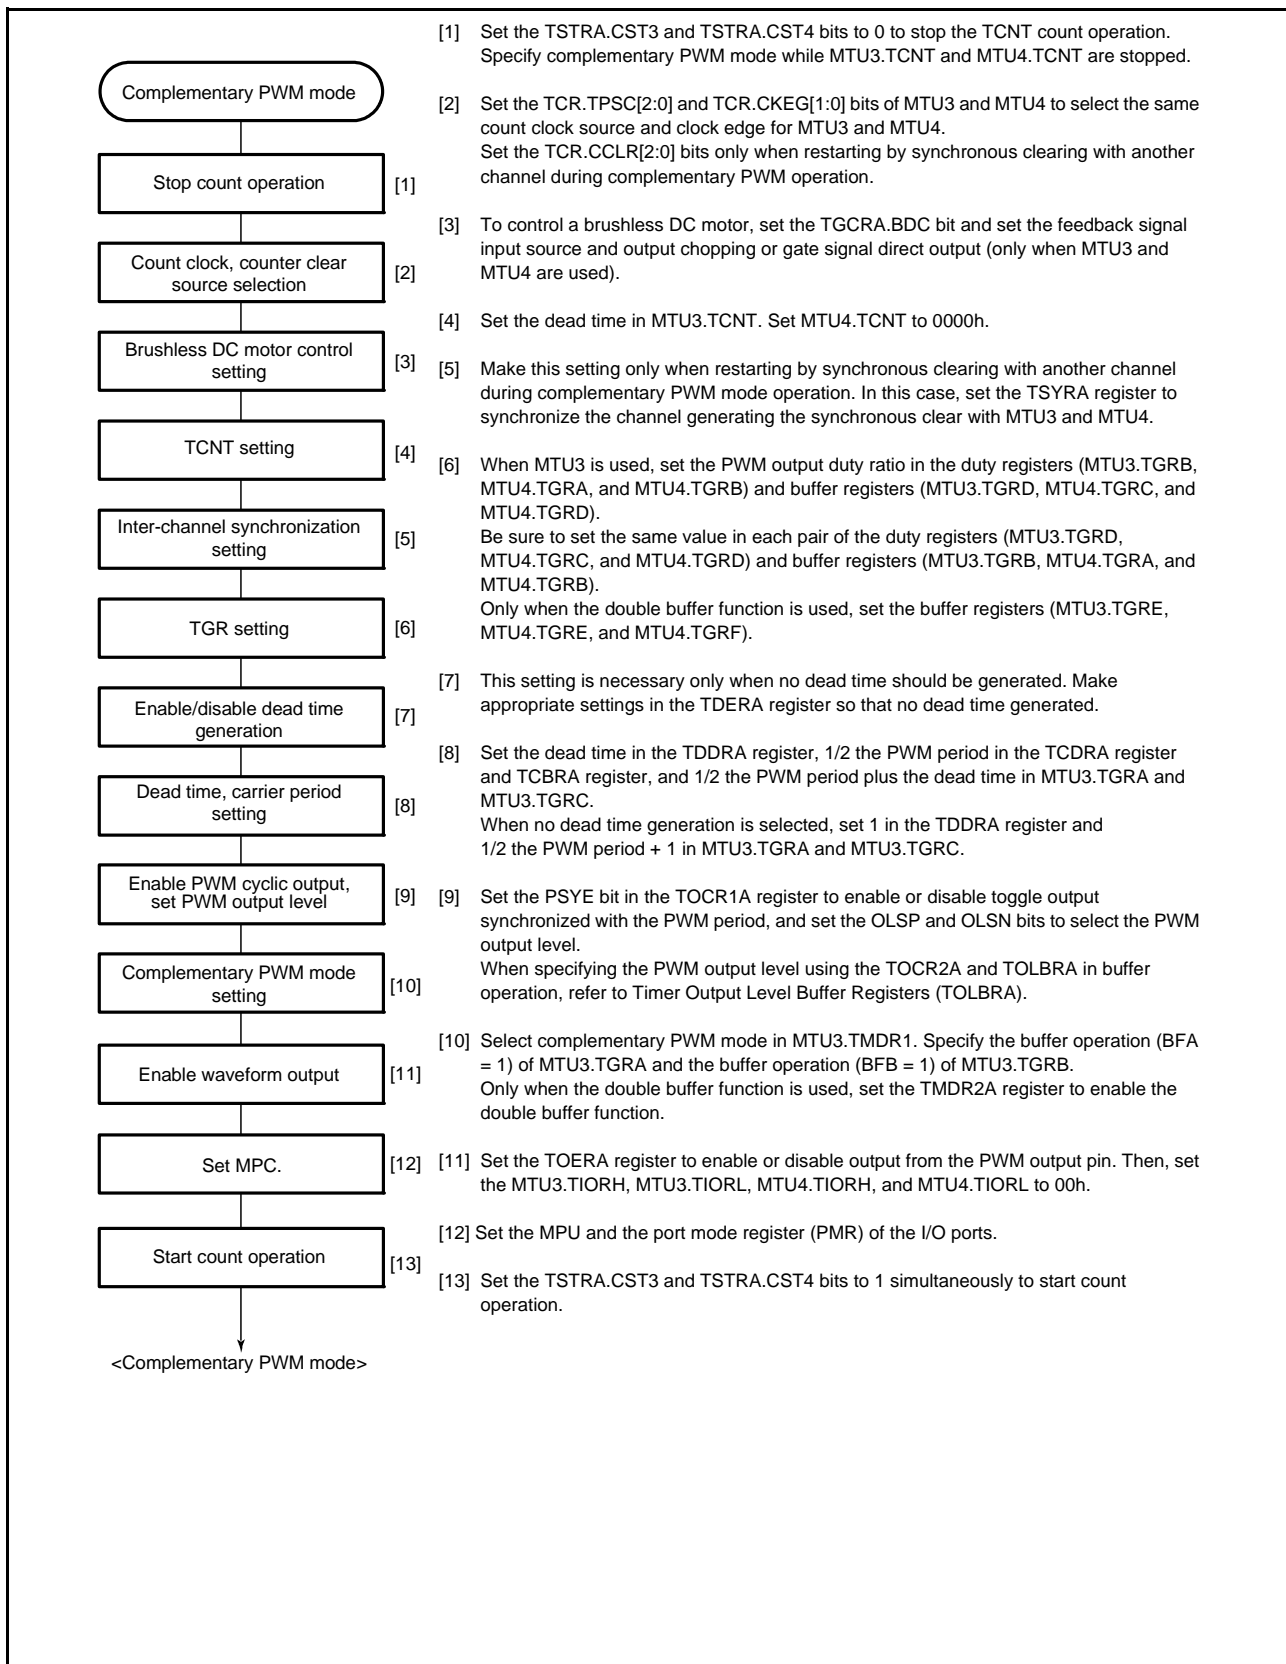 Complementary PWM mode
Stop count operation
[1]
Count clock, counter clear
source selection
[2]
Brushless DC motor control
setting
[3]
TCNT setting
[4]
Inter-channel synchronization
setting
[5]
TGR setting
[6]
Enable/disable dead time
generation
[7]
Dead time, carrier period
setting
[8]
Enable PWM cyclic output,
set PWM output level
[9]
Complementary PWM mode
setting
[10]
Enable waveform output
[11]
Set MPC.
[12]
Start count operation
[13]
<Complementary PWM mode>
[1] Set the TSTRA.CST3 and TSTRA.CST4 bits to 0 to stop the TCNT count operation.
Specify complementary PWM mode while MTU3.TCNT and MTU4.TCNT are stopped.
[2] Set the TCR.TPSC[2:0] and TCR.CKEG[1:0] bits of MTU3 and MTU4 to select the same
count clock source and clock edge for MTU3 and MTU4.
Set the TCR.CCLR[2:0] bits only when restarting by synchronous clearing with another
channel during complementary PWM operation.
[3] To control a brushless DC motor, set the TGCRA.BDC bit and set the feedback signal
input source and output chopping or gate signal direct output (only when MTU3 and
MTU4 are used).
[4] Set the dead time in MTU3.TCNT. Set MTU4.TCNT to 0000h.
[5] Make this setting only when restarting by synchronous clearing with another channel
during complementary PWM mode operation. In this case, set the TSYRA register to
synchronize the channel generating the synchronous clear with MTU3 and MTU4.
[6] When MTU3 is used, set the PWM output duty ratio in the duty registers (MTU3.TGRB,
MTU4.TGRA, and MTU4.TGRB) and buffer registers (MTU3.TGRD, MTU4.TGRC, and
MTU4.TGRD).
Be sure to set the same value in each pair of the duty registers (MTU3.TGRD,
MTU4.TGRC, and MTU4.TGRD) and buffer registers (MTU3.TGRB, MTU4.TGRA, and
MTU4.TGRB).
Only when the double buffer function is used, set the buffer registers (MTU3.TGRE,
MTU4.TGRE, and MTU4.TGRF).
[7] This setting is necessary only when no dead time should be generated. Make
appropriate settings in the TDERA register so that no dead time generated.
[8] Set the dead time in the TDDRA register, 1/2 the PWM period in the TCDRA register
and TCBRA register, and 1/2 the PWM period plus the dead time in MTU3.TGRA and
MTU3.TGRC.
When no dead time generation is selected, set 1 in the TDDRA register and
1/2 the PWM period + 1 in MTU3.TGRA and MTU3.TGRC.
[9] Set the PSYE bit in the TOCR1A register to enable or disable toggle output
synchronized with the PWM period, and set the OLSP and OLSN bits to select the PWM
output level.
When specifying the PWM output level using the TOCR2A and TOLBRA in buffer
operation, refer to Timer Output Level Buffer Registers (TOLBRA).
[10] Select complementary PWM mode in MTU3.TMDR1. Specify the buffer operation (BFA
= 1) of MTU3.TGRA and the buffer operation (BFB = 1) of MTU3.TGRB.
Only when the double buffer function is used, set the TMDR2A register to enable the
double buffer function.
[11] Set the TOERA register to enable or disable output from the PWM output pin. Then, set
the MTU3.TIORH, MTU3.TIORL, MTU4.TIORH, and MTU4.TIORL to 00h.
[12] Set the MPU and the port mode register (PMR) of the I/O ports.
[13] Set the TSTRA.CST3 and TSTRA.CST4 bits to 1 simultaneously to start count
operation.